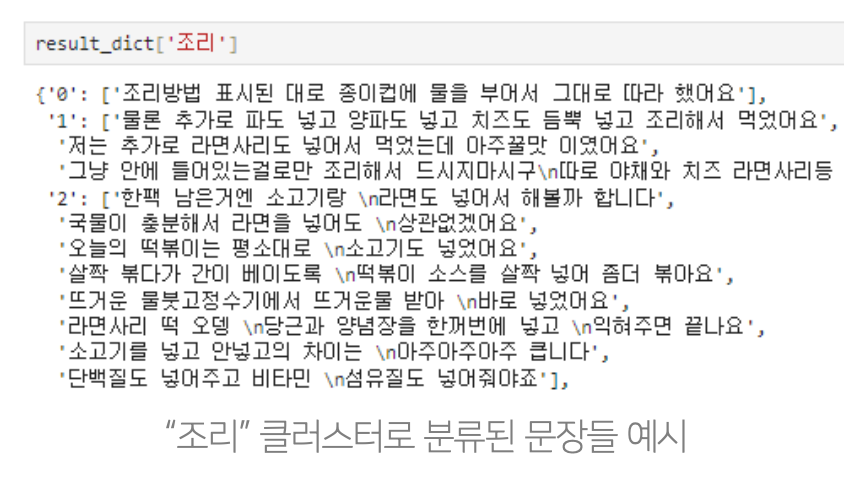 result_dict['조리']
{'0': ['조리방법 표시된 대로 종이컵에 물을 부어서 그대로 따라 했어요'],
'1': ['물론 추가로 파도 넣고 양파도 넣고 치즈도 듬뿍 넣고 조리해서 먹었어요',
'저는 추가로 라면사리도 넣어서 먹었는데 아주꿀맛 이였어요',
'그냥 안에 들어있는걸로만 조리해서 드시지마시구\n따로 야채와 치즈 라면사리등
'2': ['한팩 남은거엔 소고기랑 \n라면도 넣어서 해볼까 합니다',
'국물이 충분해서 라면을 넣어도 \n상관없겠어요',
'오늘의 떡볶이는 평소대로 \n소고기도 넣었어요',
'살짝 볶다가 간이 베이도록 \n떡볶이 소스를 살짝 넣어 좀더 볶아요',
'뜨거운 물붓고정수기에서 뜨거운물 받아 \n바로 넣었어요',
'라면사리 떡 오뎅 \n당근과 양념장을 한꺼번에 넣고 \n익혀주면 끝나요',
'소고기를 넣고 안넣고의 차이는 \n아주아주아주 큽니다',
'단백질도 넣어주고 비타민 \n섬유질도 넣어줘야죠'],
“조리” 클러스터로 분류된 문장들 예시